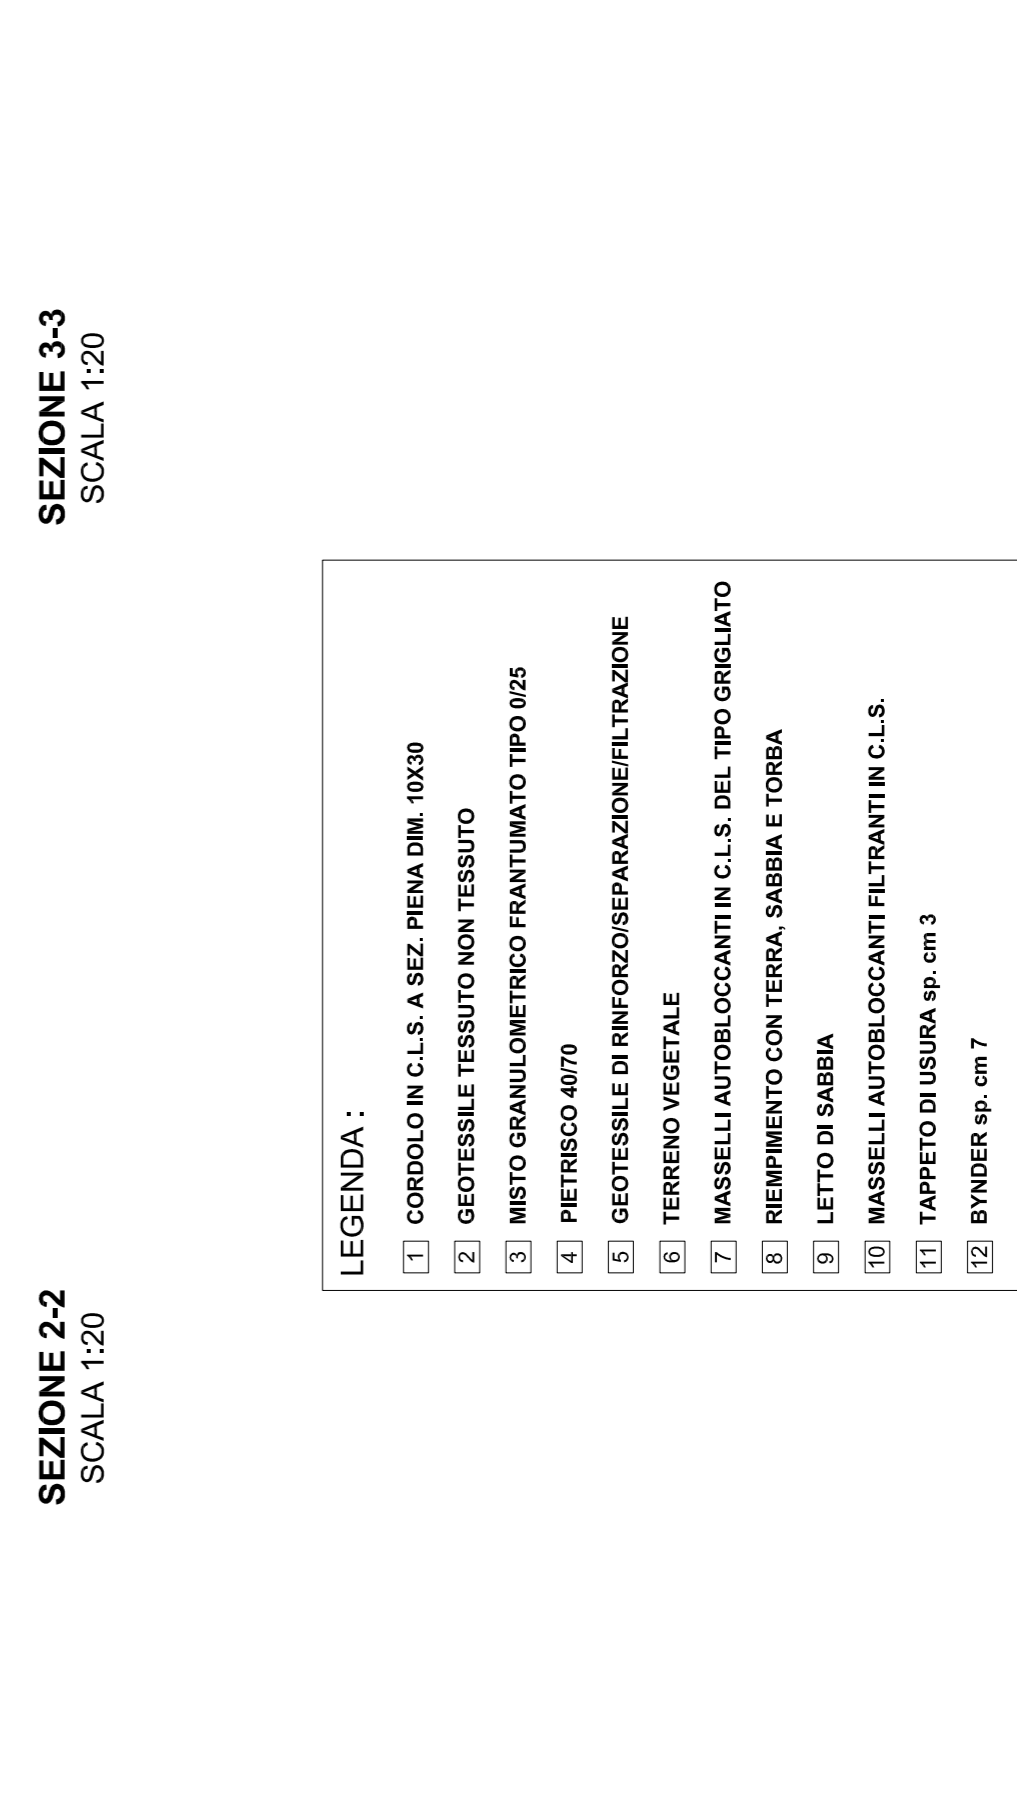 SEZIONE 2-2
SCALA 1:20
SEZIONE 3-3
SCALA 1:20
LEGENDA :
1 CORDOLO IN C.L.S. A SEZ. PIENA DIM. 10X30
2 GEOTESSILE TESSUTO NON TESSUTO
3 MISTO GRANULOMETRICO FRANTUMATO TIPO 0/25
4 PIETRISCO 40/70
5 GEOTESSILE DI RINFORZO/SEPARAZIONE/FILTRAZIONE
6 TERRENO VEGETALE
7 MASSELLI AUTOBLOCCANTI IN C.L.S. DEL TIPO GRIGLIATO
8 RIEMPIMENTO CON TERRA, SABBIA E TORBA
9 LETTO DI SABBIA
10 MASSELLI AUTOBLOCCANTI FILTRANTI IN C.L.S.
11 TAPPETO DI USURA sp. cm 3
12 BYNDER sp. cm 7